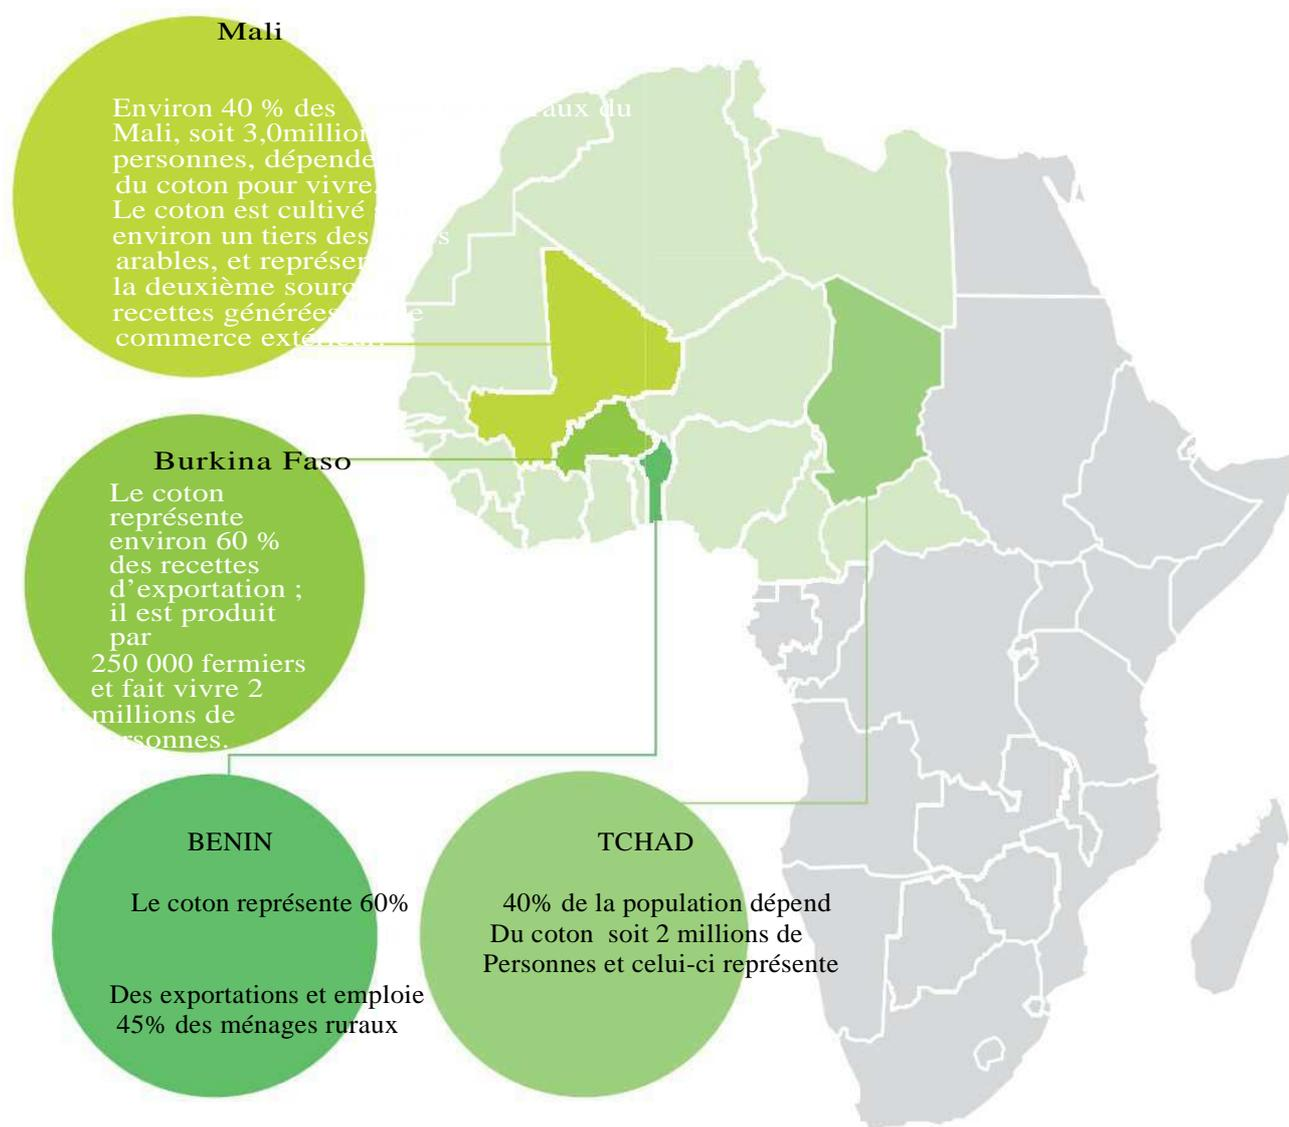 Mali
Environ 40 % des aux du
Mali, soit 3,0million
personnes, dépende
du coton pour vivre.
Le coton est cultivé
environ un tiers des s
arables, et représen
la deuxième sourc
recettes générées e
commerce extérieur.
Burkina Faso
Le coton
représente
environ 60 %
des recettes
d’exportation ;
il est produit
par
250 000 fermiers
et fait vivre 2
millions de
rsonnes.
BENIN
Le coton représente 60%
Des exportations et emploie
45% des ménages ruraux
TCHAD
40% de la population dépend
Du coton soit 2 millions de
Personnes et celui-ci représente